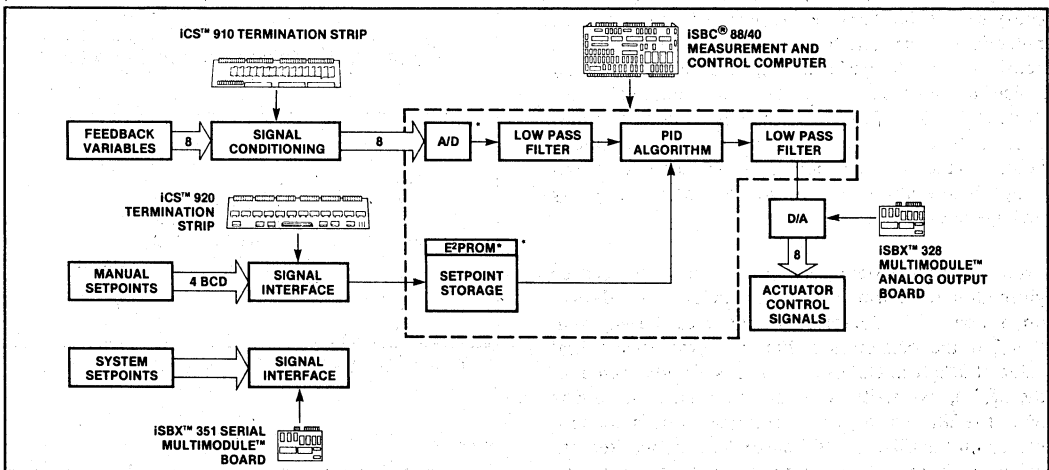 iCS™ 910 TERMINATION STRIP
iSBC® 88/40
MEASUREMENT AND
CONTROL COMPUTER
FEEDBACK
VARIABLES
8
SIGNAL
CONDITIONING
8
A/D
*
LOW PASS
FILTER
PID
ALGORITHM
LOW PASS
FILTER
iCS™ 920
TERMINATION
STRIP
D/A
iSBX™ 328
MULTIMODULE™
ANALOG OUTPUT
BOARD
8
ACTUATOR
CONTROL
SIGNALS
MANUAL
SETPOINTS
4 BCD
SIGNAL
INTERFACE
E²PROM*
*
SETPOINT
STORAGE
SYSTEM
SETPOINTS
SIGNAL
INTERFACE
iSBX™ 351 SERIAL
MULTIMODULE™
BOARD